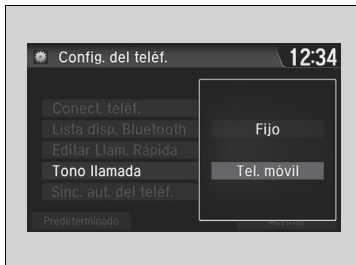 Config. del teléf.
12:34
Conect. teléf.
Lista disp. Bluetooth
Editar Llam. Rápida
Tono llamada
Sinc. aut. del teléf.
Fijo
Tel. móvil
Predeterminado
Aceptar